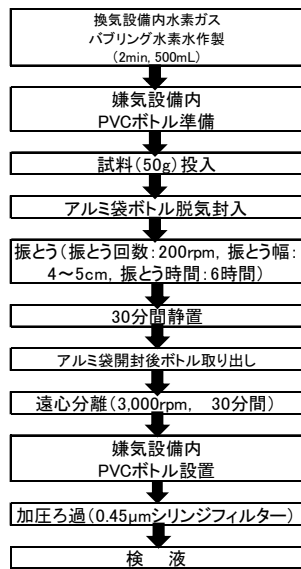 換気設備内水素ガス
バブリング水素水作製
(2min, 500mL)
嫌気設備内
PVCボトル準備
試料(50g)投入
アルミ袋ボトル脱気封入
振とう(振とう回数：200rpm, 振とう幅：
4～5cm, 振とう時間：6時間)
30分間静置
アルミ袋開封後ボトル取り出し
遠心分離(3,000rpm, 30分間)
嫌気設備内
PVCボトル設置
加圧ろ過(0.45μmシリンジフィルター)
検 液